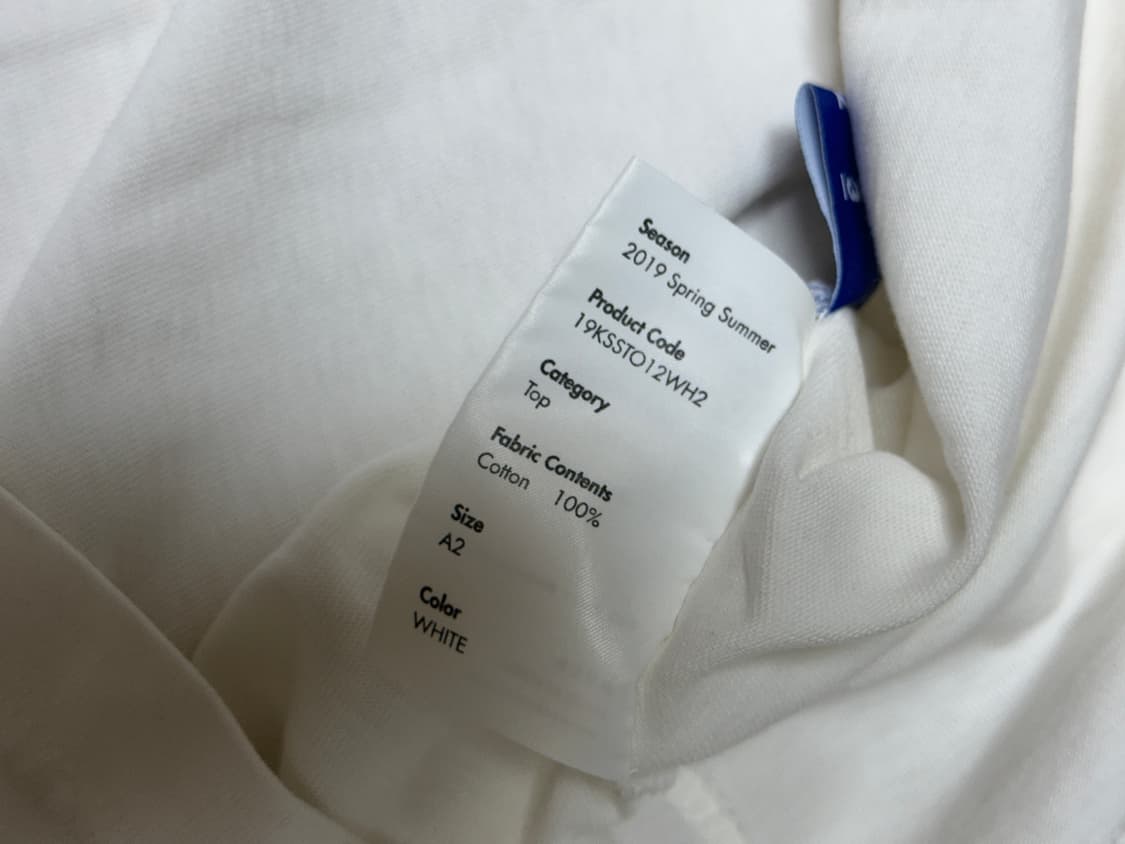 Season
2019 Spring Summer
Product Code
19KSSTO12WH2
Category
Top
Fabric Contents
Cotton 100%
Size
A2
Color
WHITE